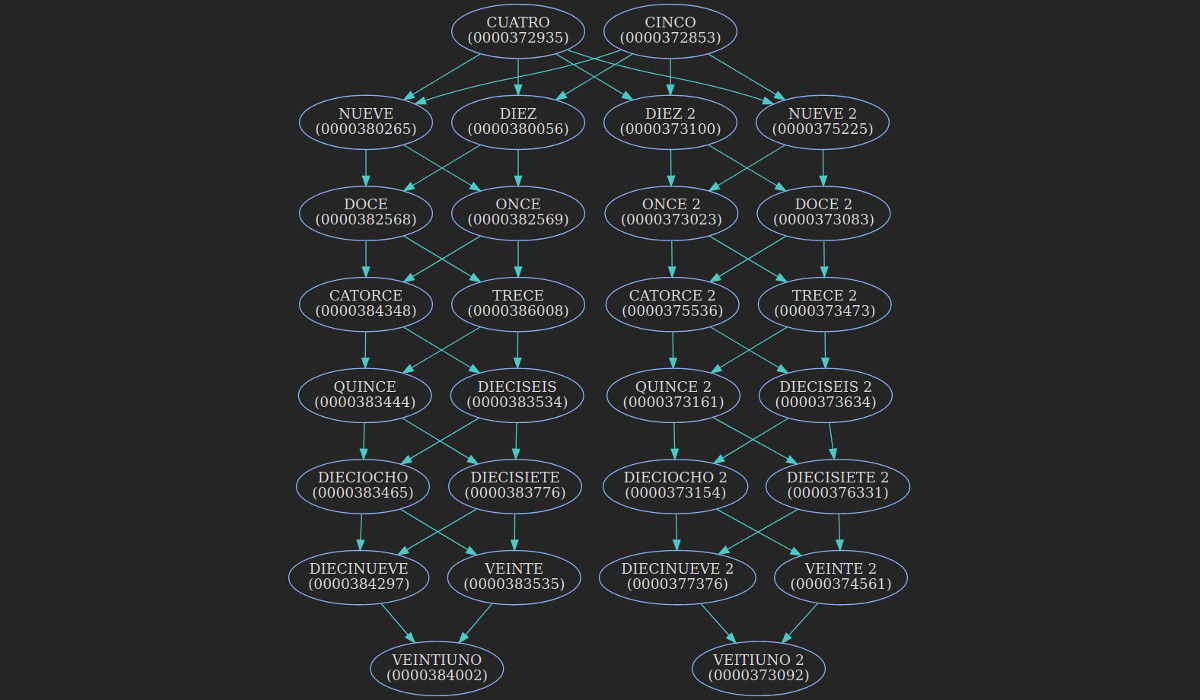 CUATRO
(0000372935)
CINCO
(0000372853)
NUEVE
(0000380265)
DIEZ
(0000380056)
DIEZ 2
(0000373100)
NUEVE 2
(0000375225)
DOCE
(0000382568)
ONCE
(0000382569)
ONCE 2
(0000373023)
DOCE 2
(0000373083)
CATORCE
(0000384348)
TRECE
(0000386008)
CATORCE 2
(0000375536)
TRECE 2
(0000373473)
QUINCE
(0000383444)
DIECISEIS
(0000383534)
QUINCE 2
(0000373161)
DIECISEIS 2
(0000373634)
DIECIOCHO
(0000383465)
DIECISIETE
(0000383776)
DIECIOCHO 2
(0000373154)
DIECISIETE 2
(0000376331)
DIECINUEVE
(0000384297)
VEINTE
(0000383535)
DIECINUEVE 2
(0000377376)
VEINTE 2
(0000374561)
VEINTIUNO
(0000384002)
VEITIUNO 2
(0000373092)